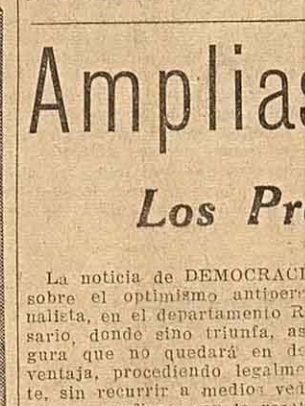 Amplias
Los Pr
La noticia de DEMOCRACI
sobre el optimismo antiper
nalista, en el departamento R
sario, donde sino triunfa, as
gura que no quedará en d
ventaja, procediendo legalme
te, sin recurrir a medios ve